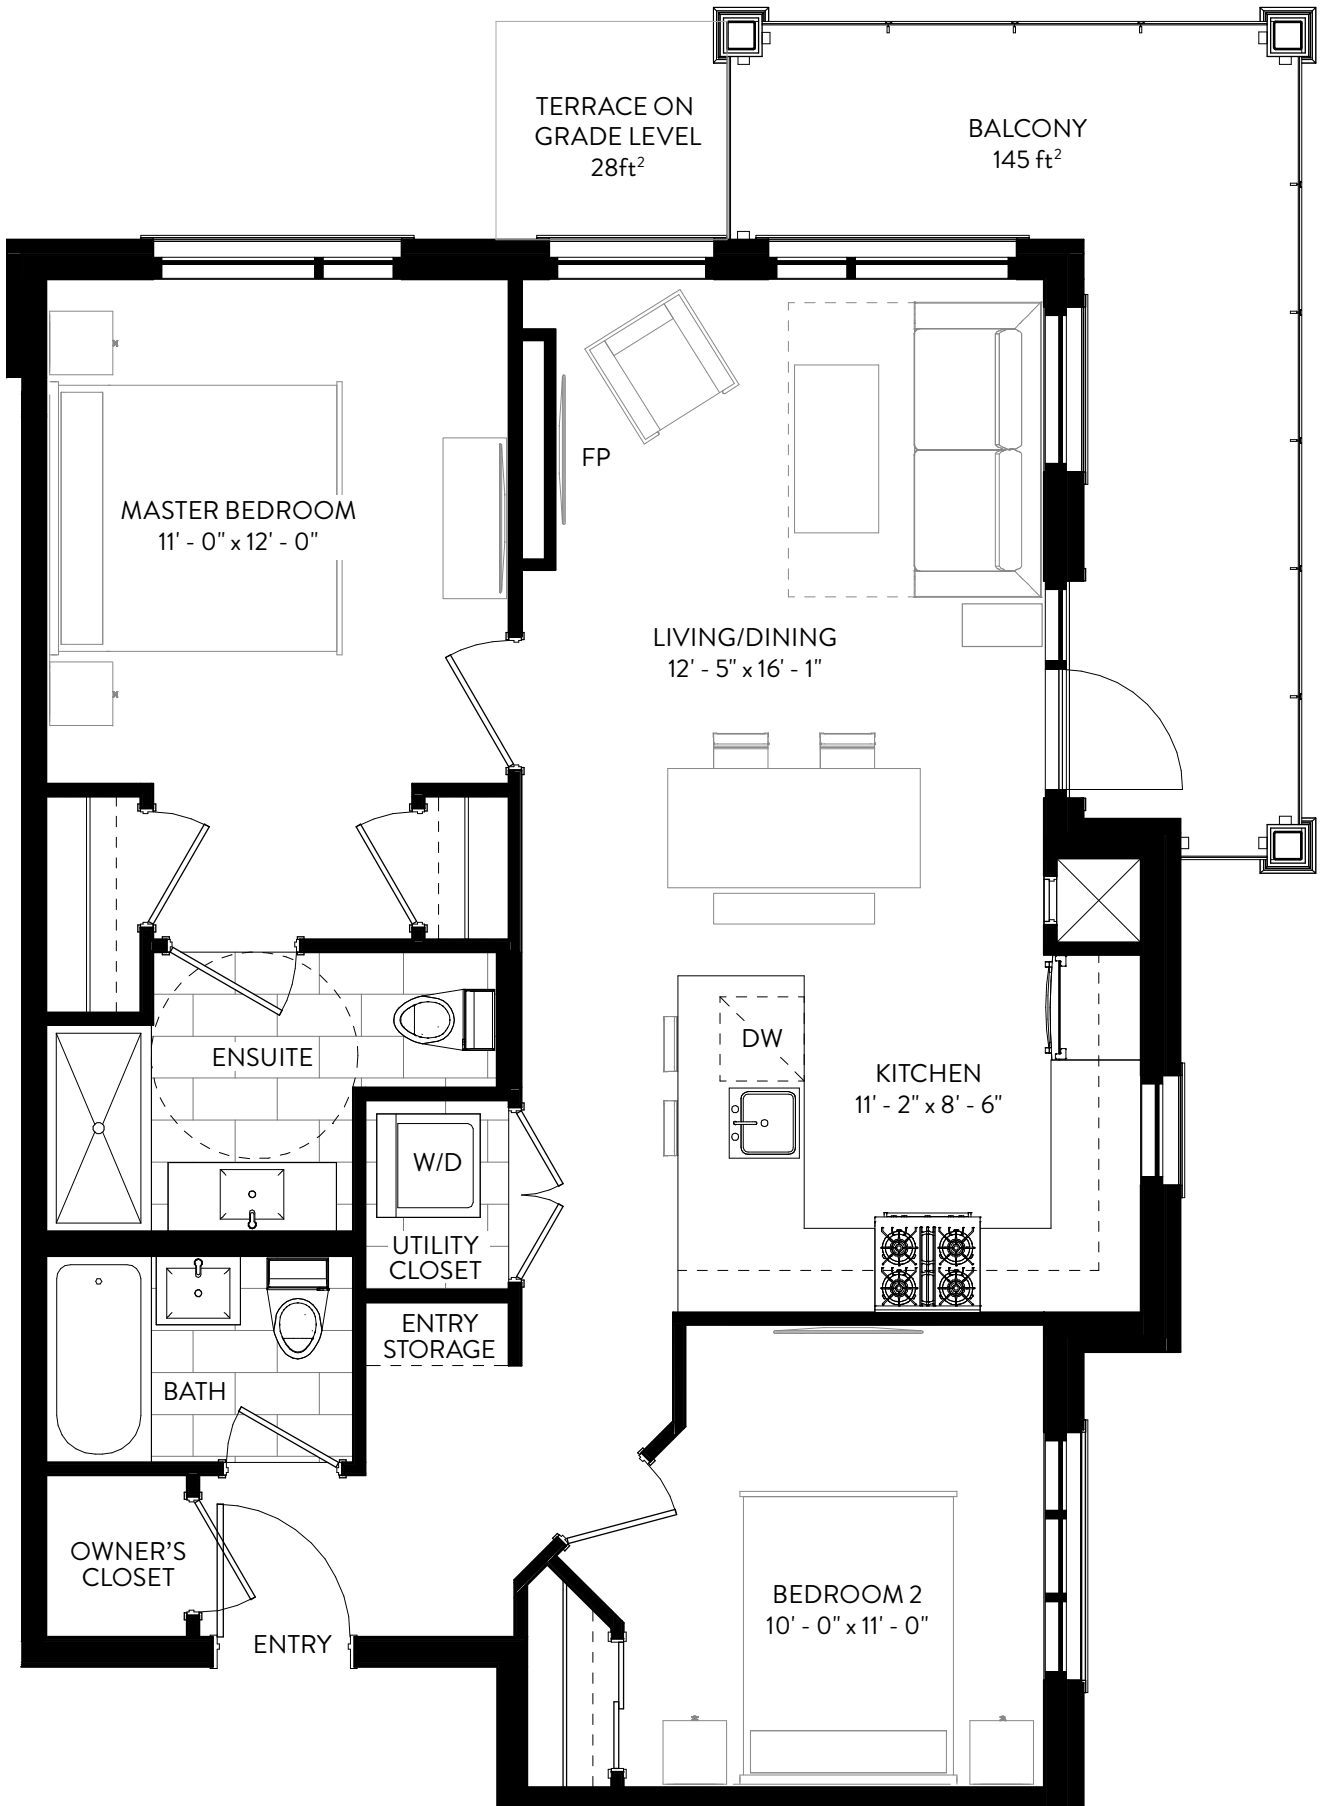 TERRACE ON
GRADE LEVEL
28ft²
BALCONY
145 ft²
FP
MASTER BEDROOM
11' - 0" x 12' - 0"
LIVING/DINING
12' - 5" x 16' - 1"
DW
ENSUITE
KITCHEN
11' - 2" x 8' - 6"
W/D
UTILITY
CLOSET
ENTRY
STORAGE
BATH
OWNER'S
CLOSET
BEDROOM 2
10' - 0" x 11' - 0"
ENTRY